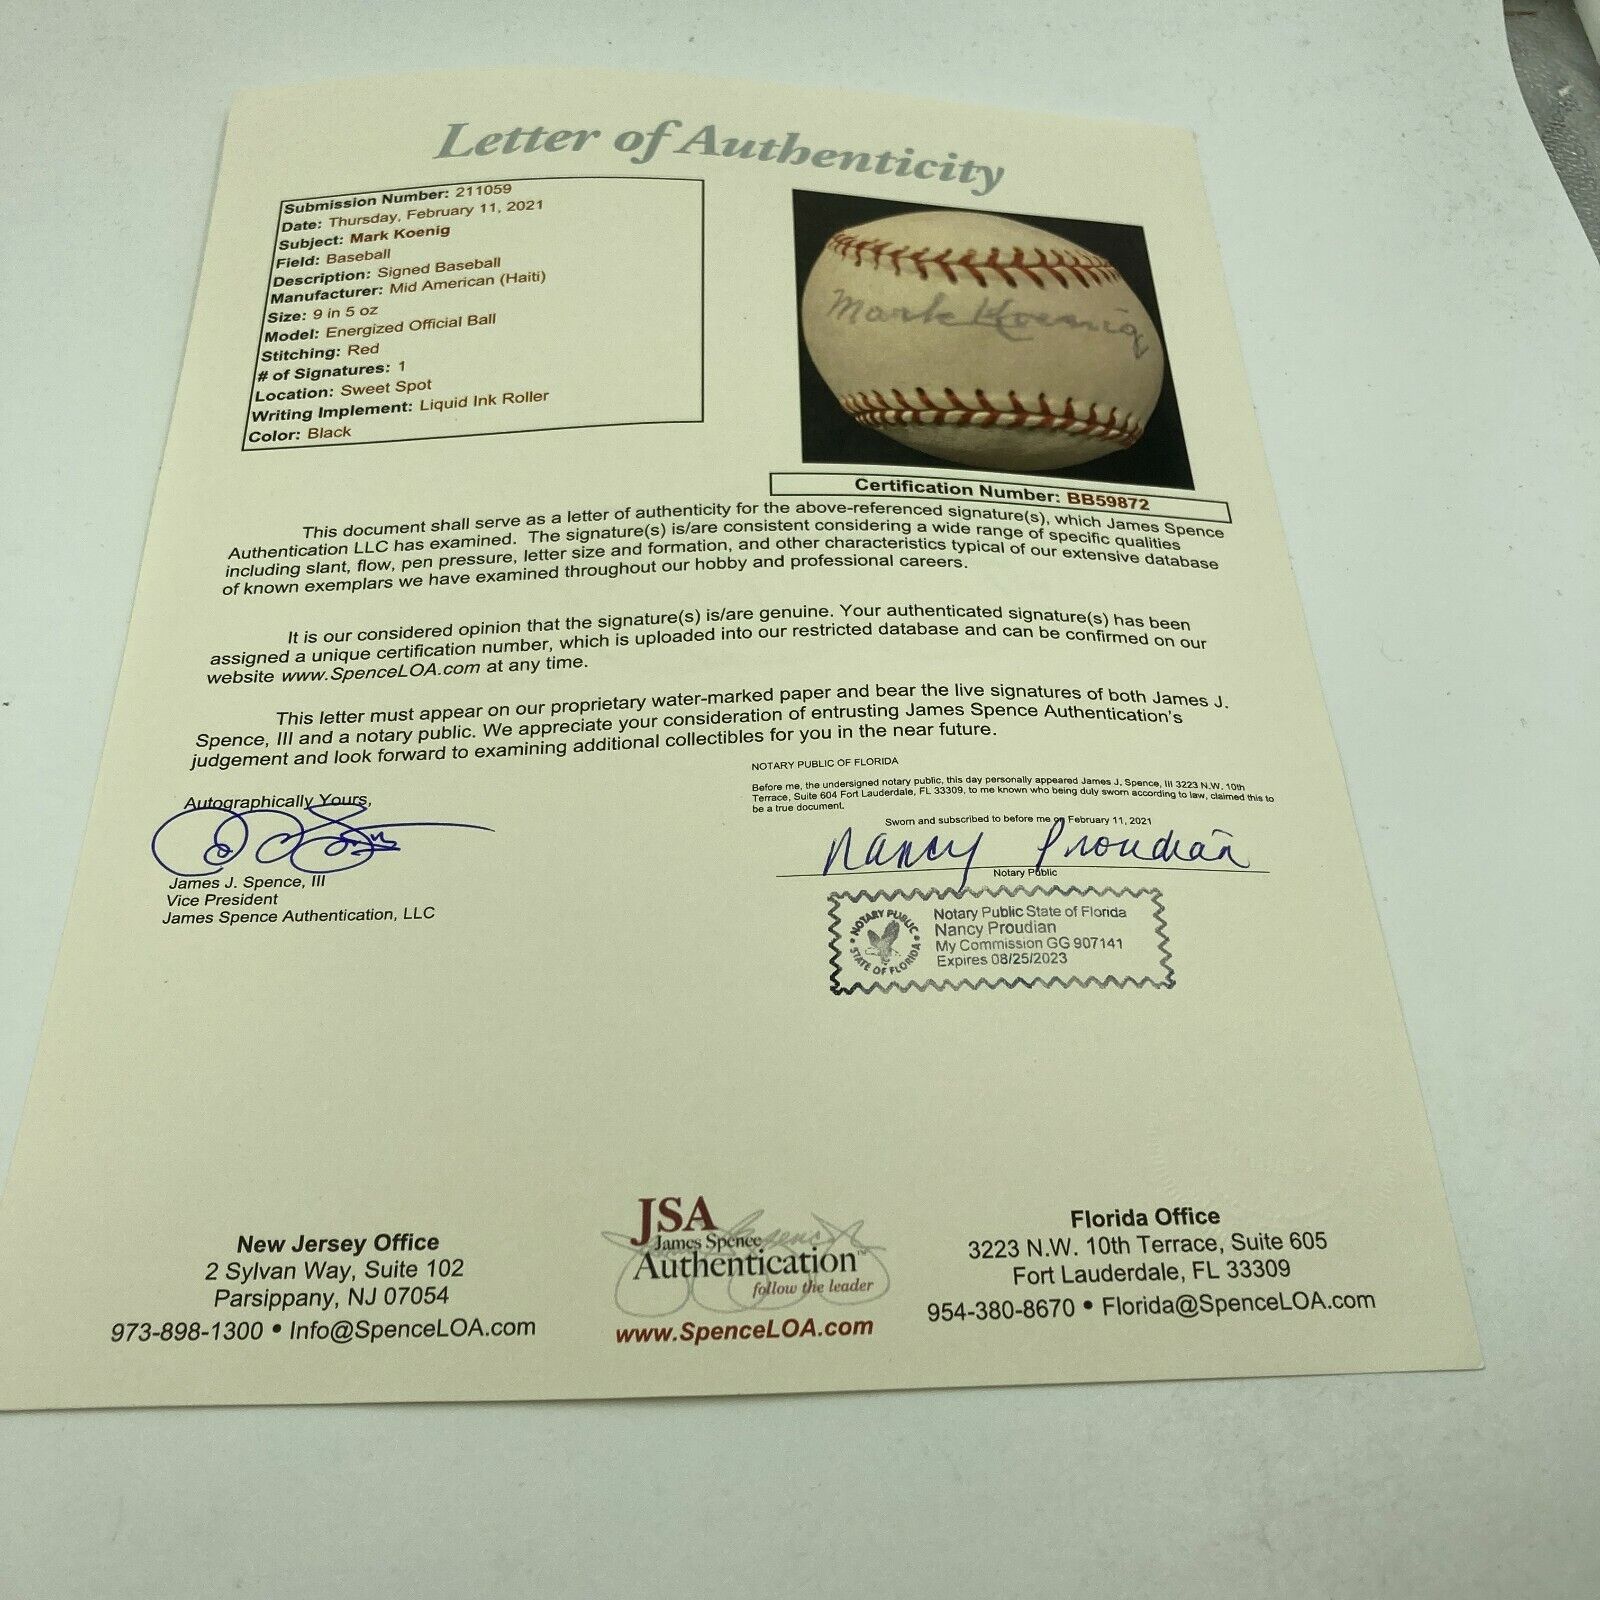 Letter of Authenticity
Submission Number: 211059
Date: Thursday, February 11, 2021
Subject: Mark Koenig
Field: Baseball
Description: Signed Baseball
Manufacturer: Mid American (Haiti)
Size: 9 in 5 oz
Model: Energized Official Ball
Stitching: Red
# of Signatures: 1
Location: Sweet Spot
Writing Implement: Liquid Ink Roller
Color: Black
Mark Koenig
Certification Number: BB59872
This document shall serve as a letter of authenticity for the above-referenced signature(s), which James Spence
Authentication LLC has examined. The signature(s) is/are consistent considering a wide range of specific qualities
including slant, flow, pen pressure, letter size and formation, and other characteristics typical of our extensive database
of known exemplars we have examined throughout our hobby and professional careers.
It is our considered opinion that the signature(s) is/are genuine. Your authenticated signature(s) has been
assigned a unique certification number, which is uploaded into our restricted database and can be confirmed on our
website www.SpenceLOA.com at any time.
This letter must appear on our proprietary water-marked paper and bear the live signatures of both James J.
Spence, III and a notary public. We appreciate your consideration of entrusting James Spence Authentication's
judgement and look forward to examining additional collectibles for you in the near future.
Autographically Yours,
James J. Spence, III
Vice President
James Spence Authentication, LLC
NOTARY PUBLIC OF FLORIDA
Before me, the undersigned notary public, this day personally appeared James J. Spence, III 3223 N.W. 10th
Terrace, Suite 604 Fort Lauderdale, FL 33309, to me known who being duly sworn according to law, claimed this to
be a true document.
Sworn and subscribed to before me on February 11, 2021
Nancy Proudian
Notary Public
NOTARY PUBLIC
STATE OF FLORIDA
Notary Public State of Florida
Nancy Proudian
My Commission GG 907141
Expires 08/25/2023
New Jersey Office
2 Sylvan Way, Suite 102
Parsippany, NJ 07054
973-898-1300 • Info@SpenceLOA.com
JSA
James Spence
Authentication™
follow the leader
www.SpenceLOA.com
Florida Office
3223 N.W. 10th Terrace, Suite 605
Fort Lauderdale, FL 33309
954-380-8670 • Florida@SpenceLOA.com